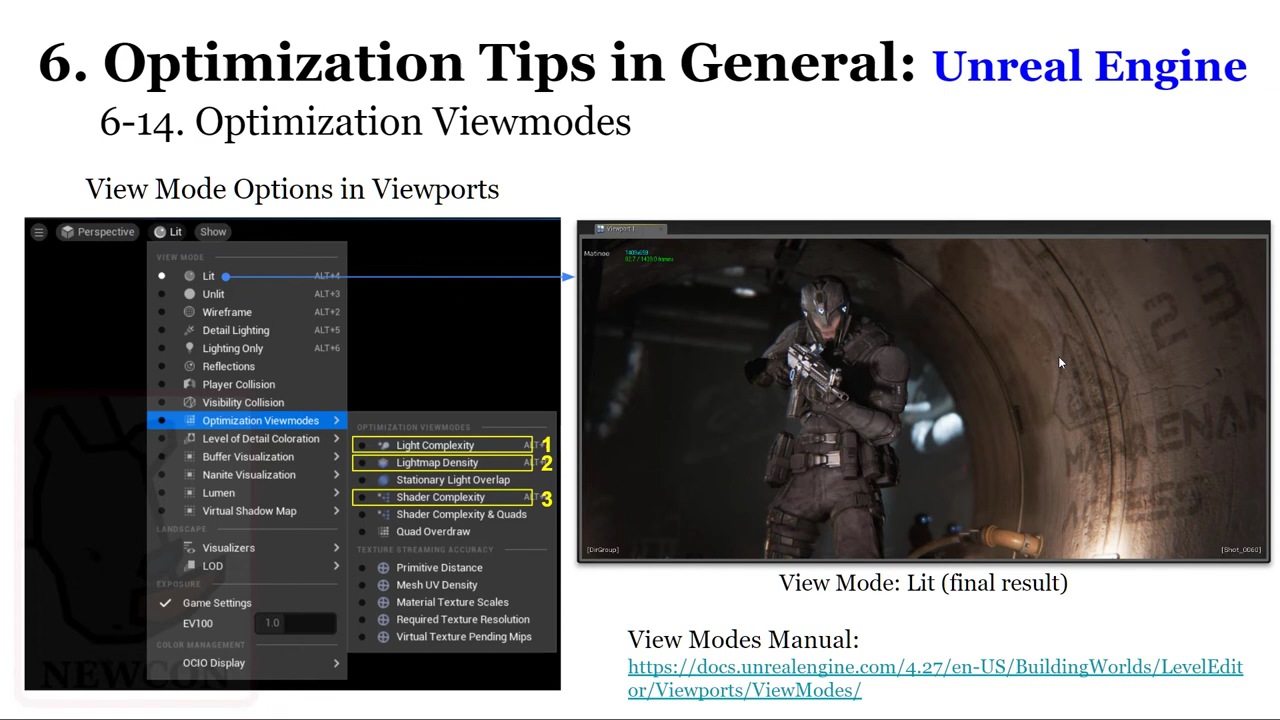 6. Optimization Tips in General: Unreal Engine
6-14. Optimization Viewmodes
View Mode Options in Viewports
Perspective
Lit
Show
VIEW MODE
Lit ALT+4
Unlit ALT+3
Wireframe ALT+2
Detail Lighting ALT+5
Lighting Only ALT+6
Reflections
Player Collision
Visibility Collision
Optimization Viewmodes
Level of Detail Coloration
Buffer Visualization
Nanite Visualization
Lumen
Virtual Shadow Map
LANDSCAPE
Visualizers
LOD
EXPOSURE
Game Settings
EV100 1.0
COLOR MANAGEMENT
OCIO Display
NEWCON
OPTIMIZATION VIEWMODES
Light Complexity 1
Lightmap Density 2
Stationary Light Overlap
Shader Complexity 3
Shader Complexity & Quads
Quad Overdraw
TEXTURE STREAMING ACCURACY
Primitive Distance
Mesh UV Density
Material Texture Scales
Required Texture Resolution
Virtual Texture Pending Mips
Viewport 1
Matinee
[DirGroup]
[Shot_0060]
View Mode: Lit (final result)
View Modes Manual:
https://docs.unrealengine.com/4.27/en-US/BuildingWorlds/LevelEdit
or/Viewports/ViewModes/